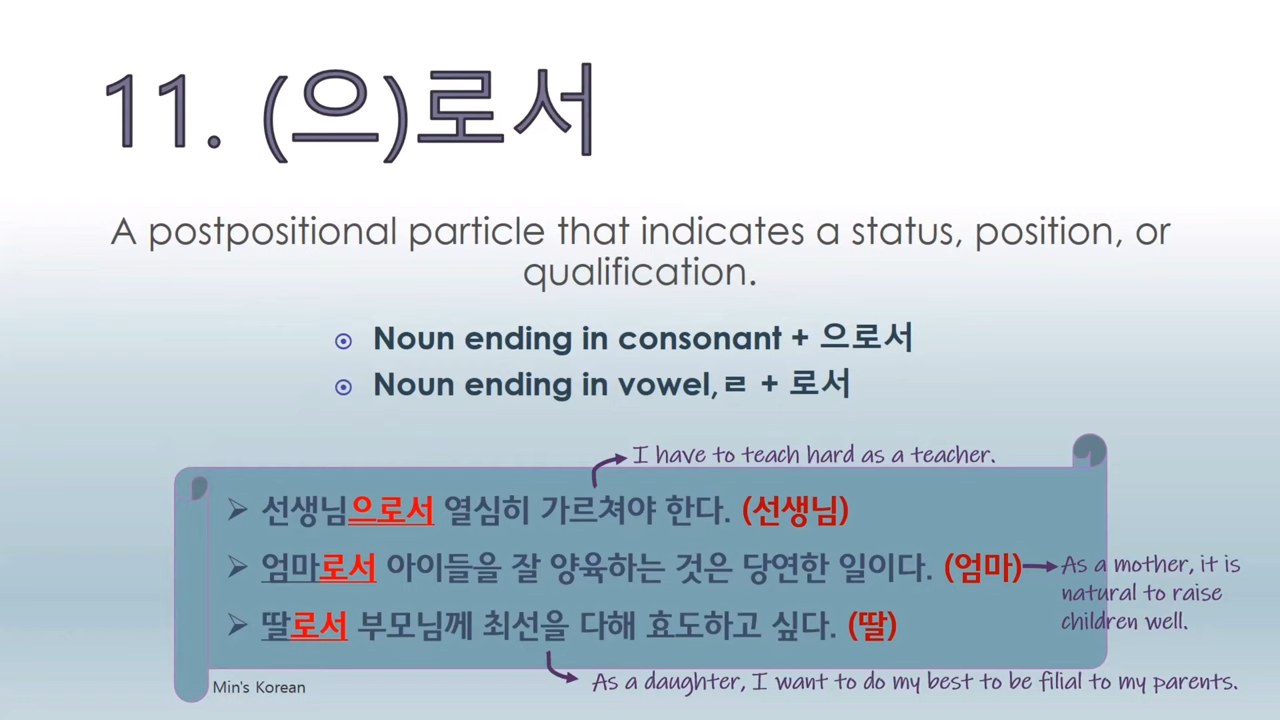 11. (으)로서
A postpositional particle that indicates a status, position, or
qualification.
Noun ending in consonant + 으로서
Noun ending in vowel,ㄹ + 로서
I have to teach hard as a teacher.
선생님으로서 열심히 가르쳐야 한다. (선생님)
엄마로서 아이들을 잘 양육하는 것은 당연한 일이다. (엄마)
As a mother, it is
natural to raise
children well.
딸로서 부모님께 최선을 다해 효도하고 싶다. (딸)
As a daughter, I want to do my best to be filial to my parents.
Min's Korean